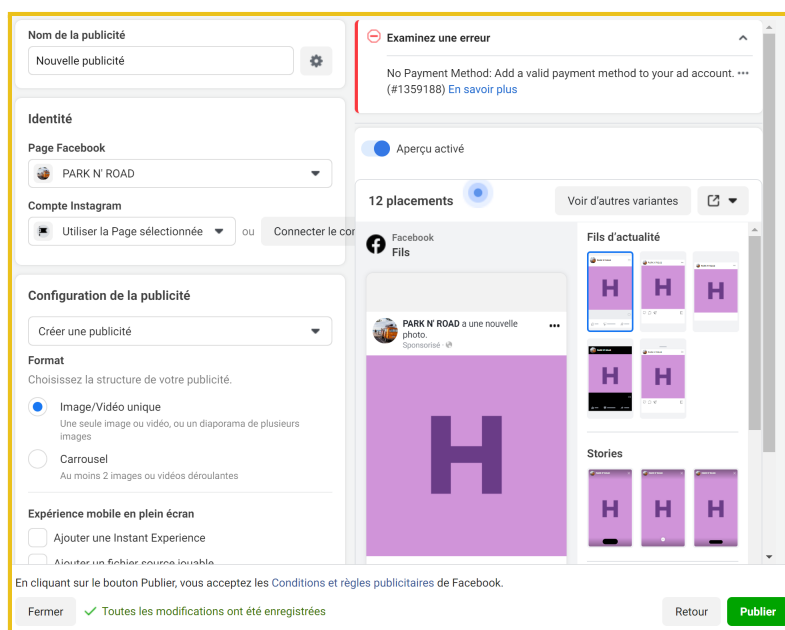 Nom de la publicité
Nouvelle publicité
Identité
Page Facebook
PARK N' ROAD
Compte Instagram
Utiliser la Page sélectionnée
ou
Connecter le cor
Configuration de la publicité
Créer une publicité
Format
Choisissez la structure de votre publicité.
Image/Vidéo unique
Une seule image ou vidéo, ou un diaporama de plusieurs
images
Carrousel
Au moins 2 images ou vidéos déroulantes
Expérience mobile en plein écran
Ajouter une Instant Experience
Ajouter un fichier source jouable
Examinez une erreur
No Payment Method: Add a valid payment method to your ad account.
(#1359188) En savoir plus
Aperçu activé
12 placements
Voir d'autres variantes
Facebook
Fils
PARK N' ROAD a une nouvelle
photo.
Sponsorisé
H
Fils d'actualité
H
H
H
H
H
Stories
H
H
H
En cliquant sur le bouton Publier, vous acceptez les Conditions et règles publicitaires de Facebook.
Fermer
Toutes les modifications ont été enregistrées
Retour
Publier